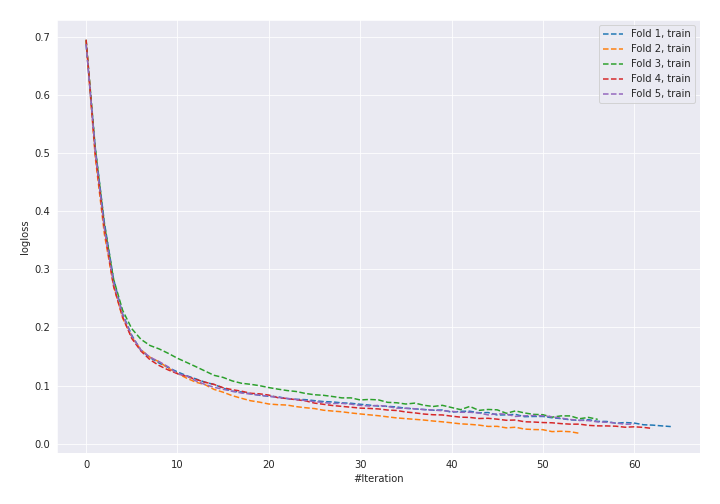 0.7
0.6
0.5
0.4
0.3
0.2
0.1
0.0
logloss
0
10
20
30
40
50
60
#Iteration
Fold 1, train
Fold 2, train
Fold 3, train
Fold 4, train
Fold 5, train